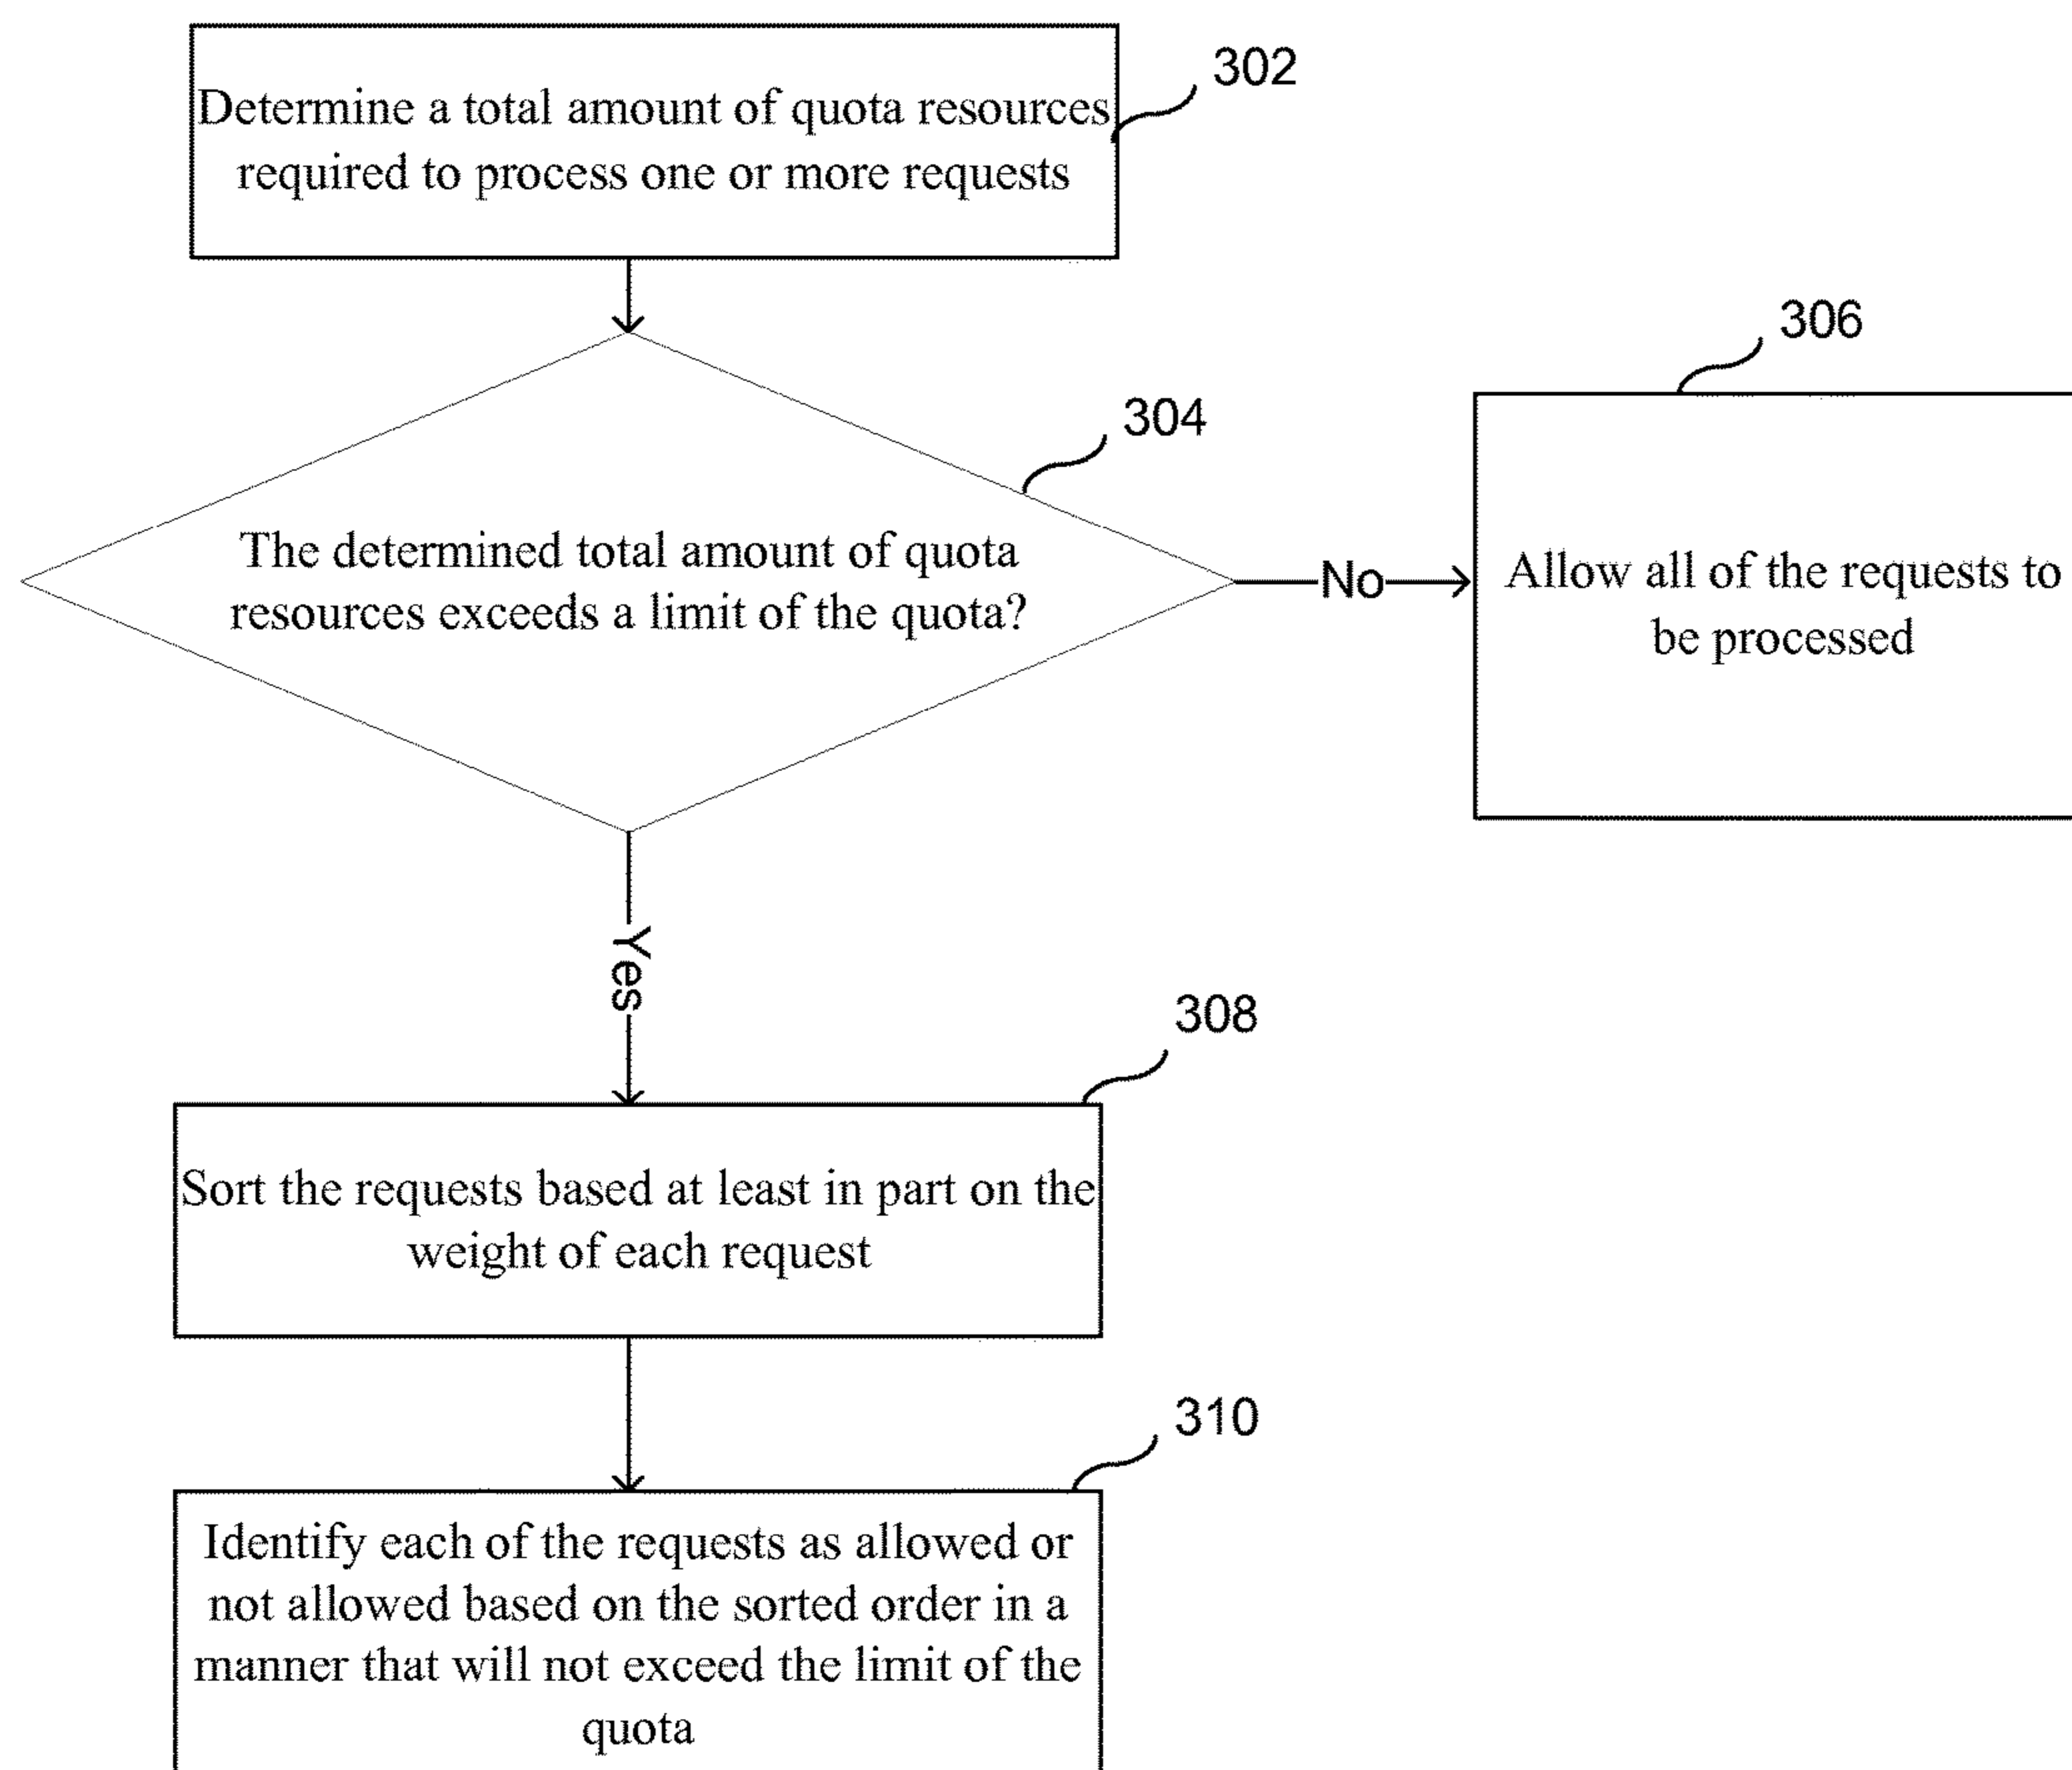 302
Determine a total amount of quota resources
required to process one or more requests
306
304
The determined total amount of quota
resources exceeds a limit of the quota?
No
Allow all of the requests to
be processed
Yes
308
Sort the requests based at least in part on the
weight of each request
310
Identify each of the requests as allowed or
not allowed based on the sorted order in a
manner that will not exceed the limit of the
quota